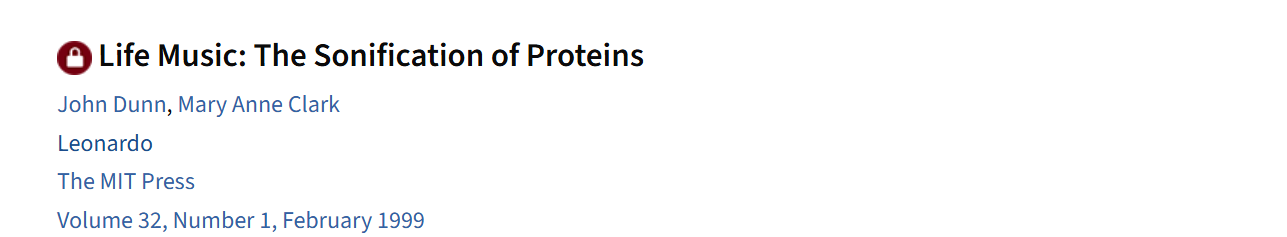 Life Music: The Sonification of Proteins
John Dunn, Mary Anne Clark
Leonardo
The MIT Press
Volume 32, Number 1, February 1999